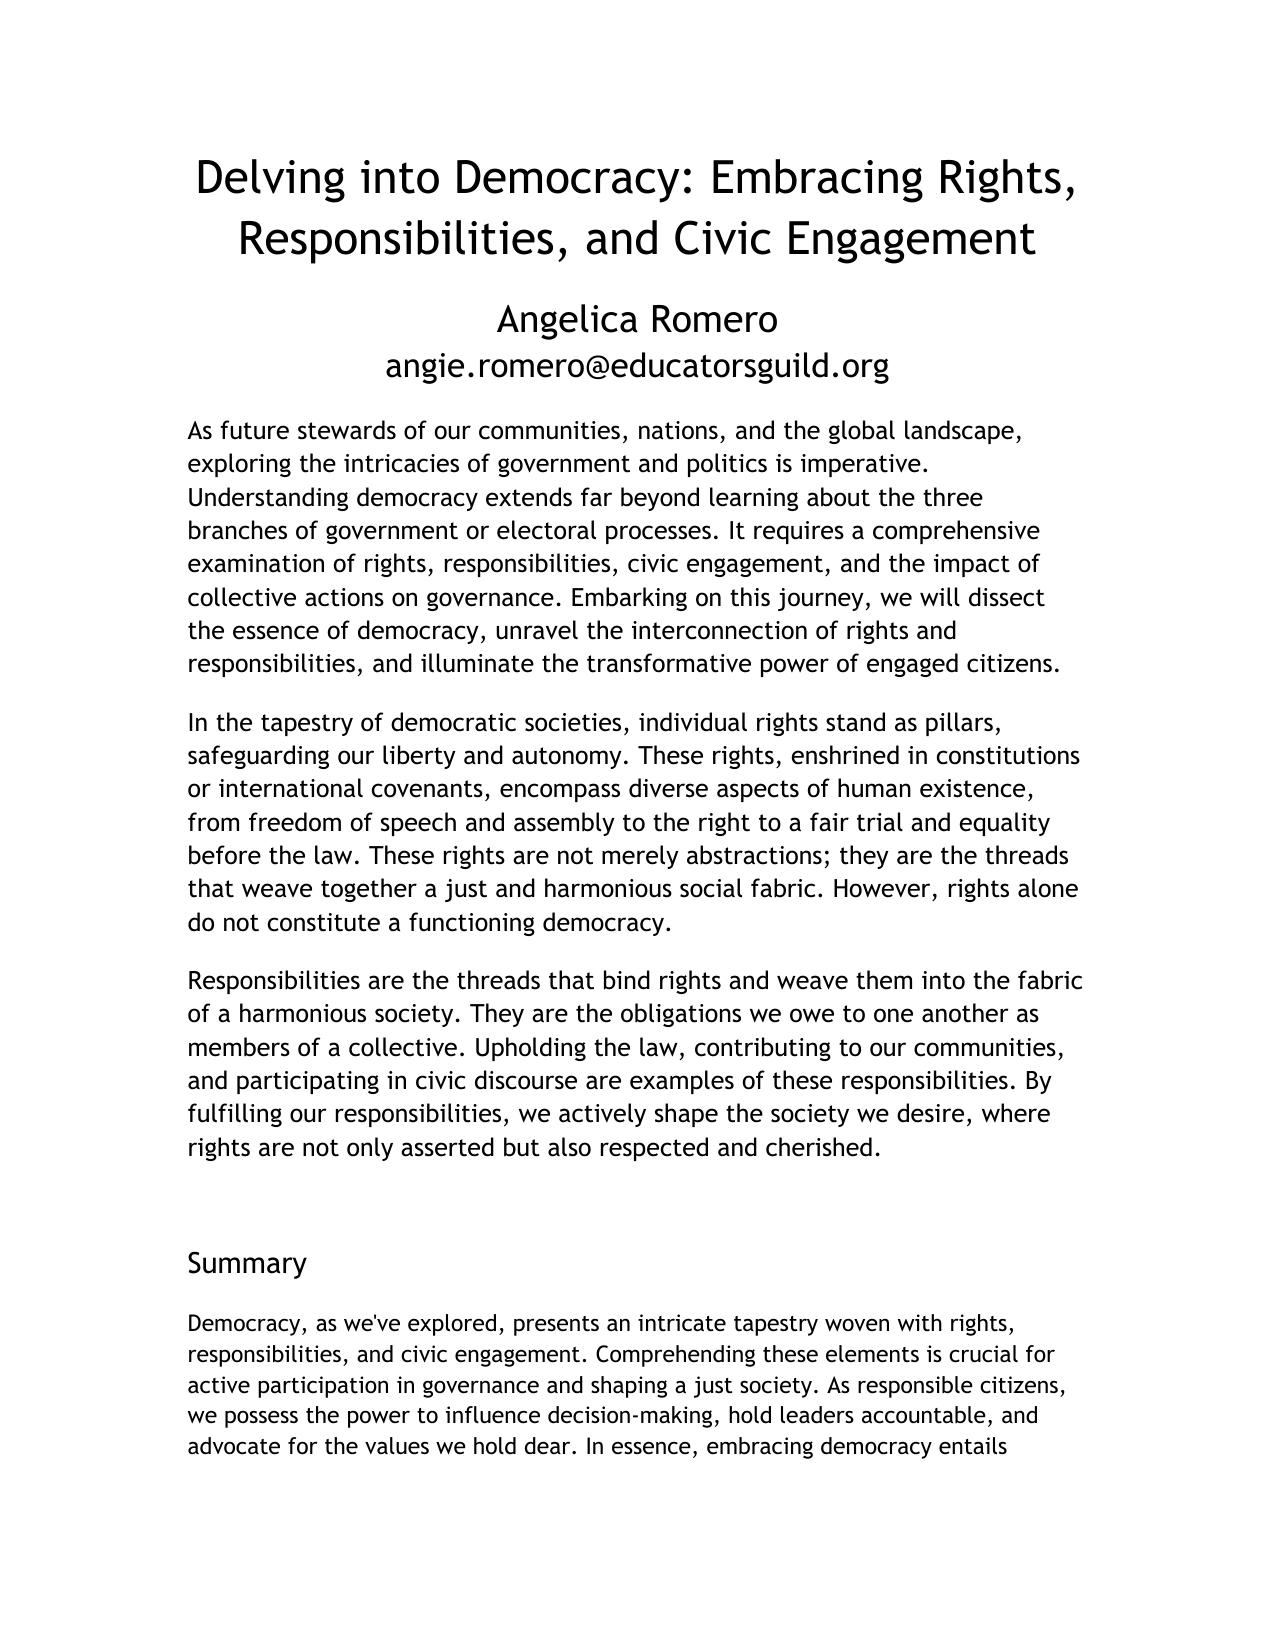 Delving into Democracy: Embracing Rights,
Responsibilities, and Civic Engagement
Angelica Romero
angie.romero@educatorsguild.org
As future stewards of our communities, nations, and the global landscape,
exploring the intricacies of government and politics is imperative.
Understanding democracy extends far beyond learning about the three
branches of government or electoral processes. It requires a comprehensive
examination of rights, responsibilities, civic engagement, and the impact of
collective actions on governance. Embarking on this journey, we will dissect
the essence of democracy, unravel the interconnection of rights and
responsibilities, and illuminate the transformative power of engaged citizens.
In the tapestry of democratic societies, individual rights stand as pillars,
safeguarding our liberty and autonomy. These rights, enshrined in constitutions
or international covenants, encompass diverse aspects of human existence,
from freedom of speech and assembly to the right to a fair trial and equality
before the law. These rights are not merely abstractions; they are the threads
that weave together a just and harmonious social fabric. However, rights alone
do not constitute a functioning democracy.
Responsibilities are the threads that bind rights and weave them into the fabric
of a harmonious society. They are the obligations we owe to one another as
members of a collective. Upholding the law, contributing to our communities,
and participating in civic discourse are examples of these responsibilities. By
fulfilling our responsibilities, we actively shape the society we desire, where
rights are not only asserted but also respected and cherished.
Summary
Democracy, as we've explored, presents an intricate tapestry woven with rights,
responsibilities, and civic engagement. Comprehending these elements is crucial for
active participation in governance and shaping a just society. As responsible citizens,
we possess the power to influence decision-making, hold leaders accountable, and
advocate for the values we hold dear. In essence, embracing democracy entails